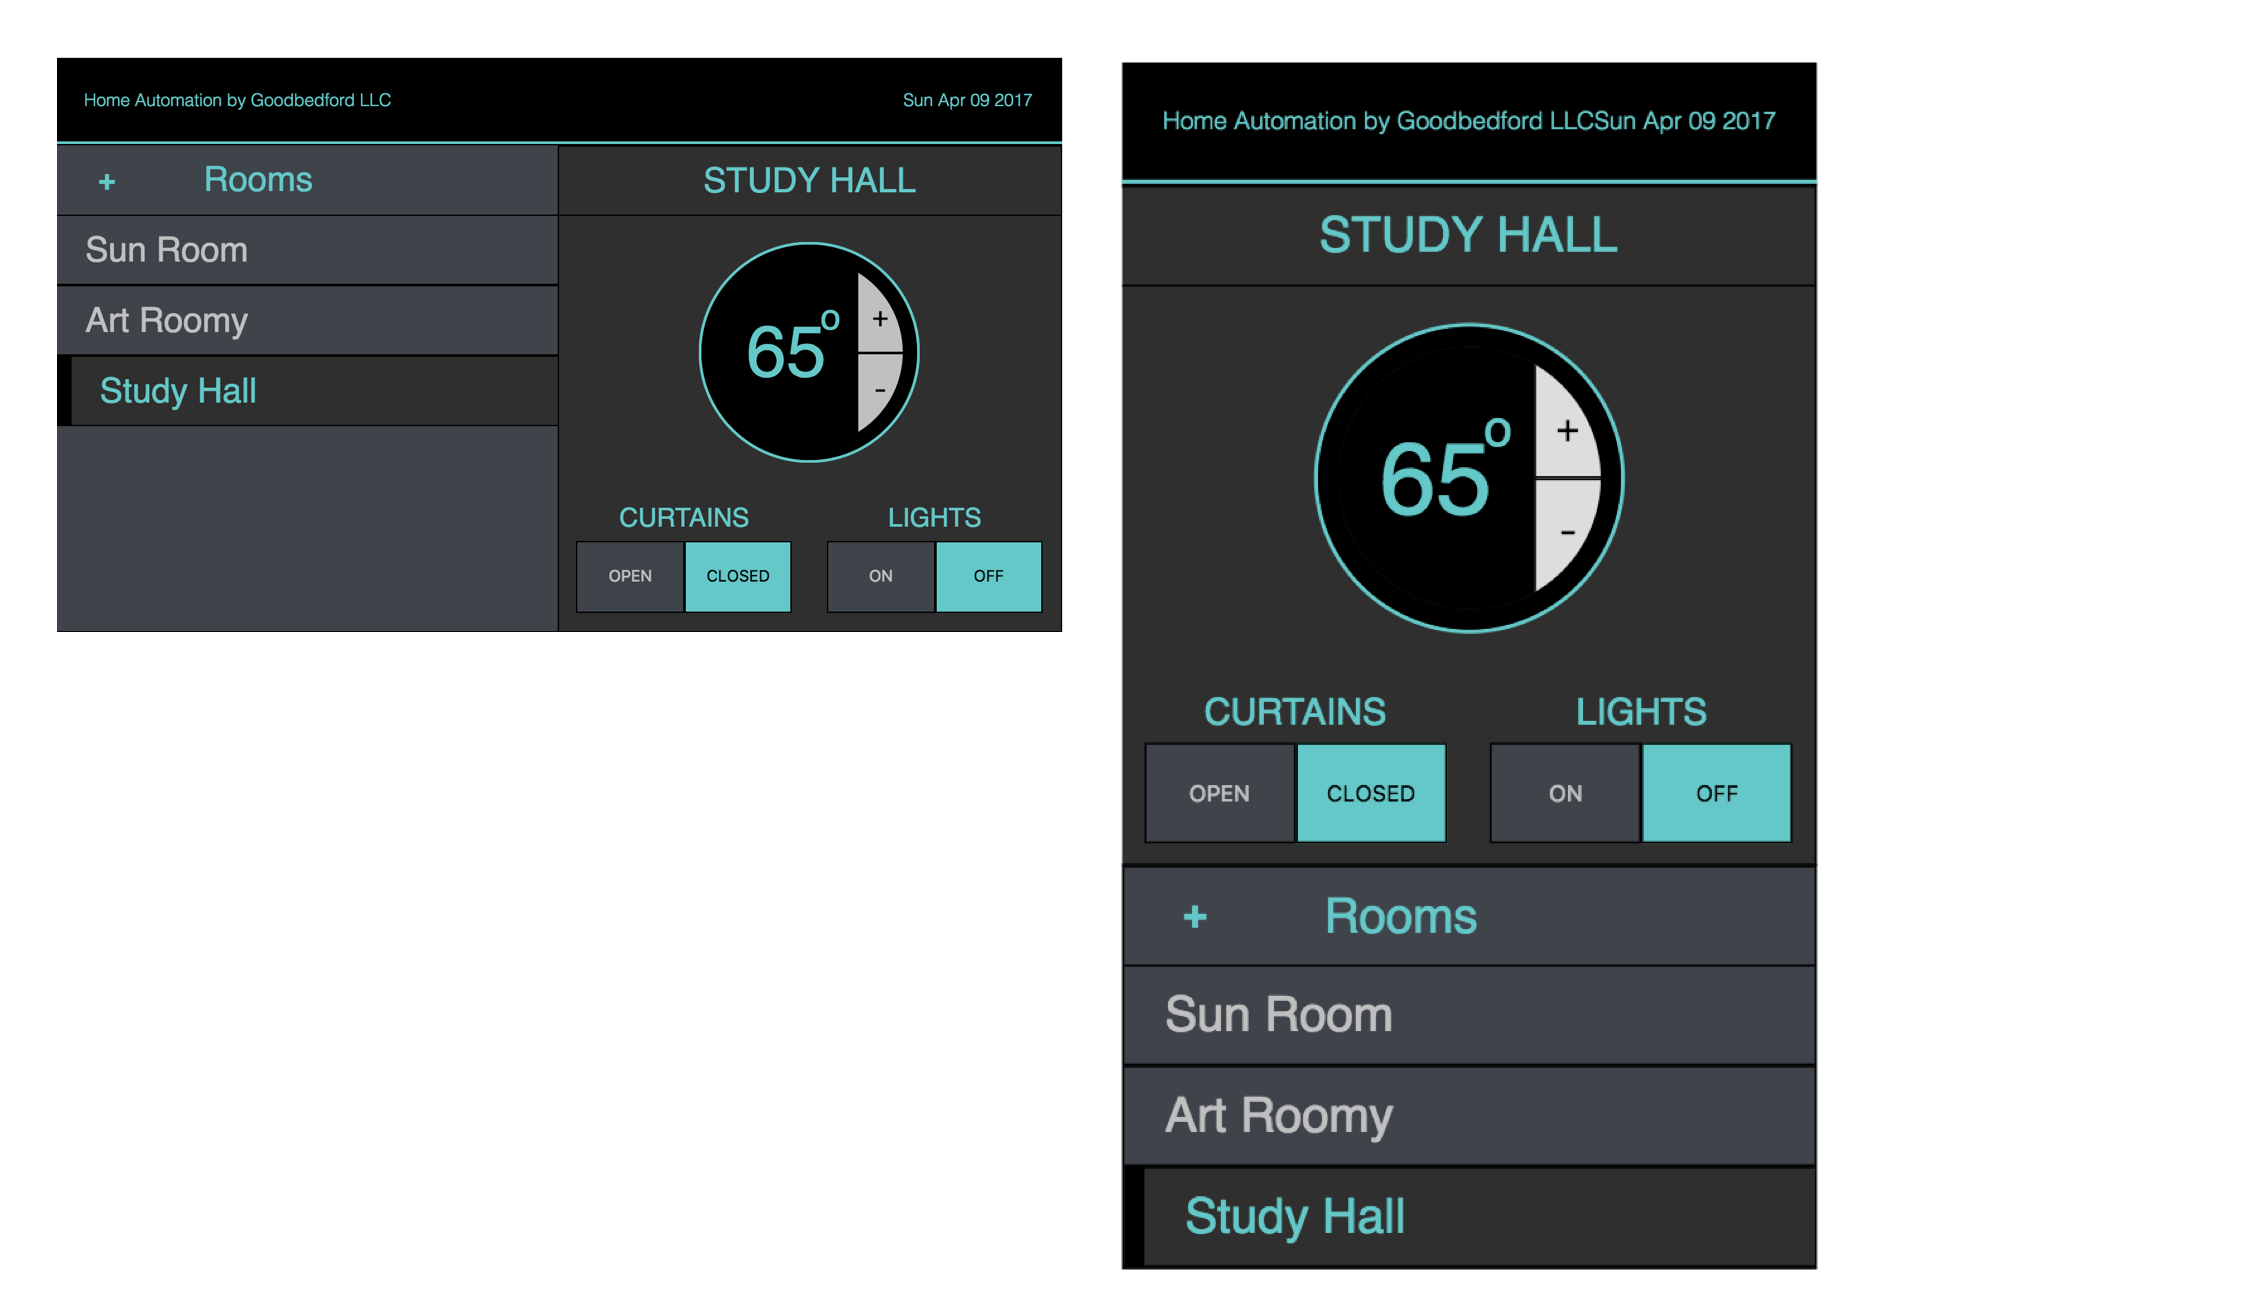 Home Automation by Goodbedford LLC
Sun Apr 09 2017
+ Rooms
Sun Room
Art Roomy
Study Hall
STUDY HALL
65°
+
-
CURTAINS
LIGHTS
OPEN CLOSED
ON OFF
Home Automation by Goodbedford LLCSun Apr 09 2017
STUDY HALL
65°
+
-
CURTAINS
LIGHTS
OPEN CLOSED
ON OFF
+ Rooms
Sun Room
Art Roomy
Study Hall